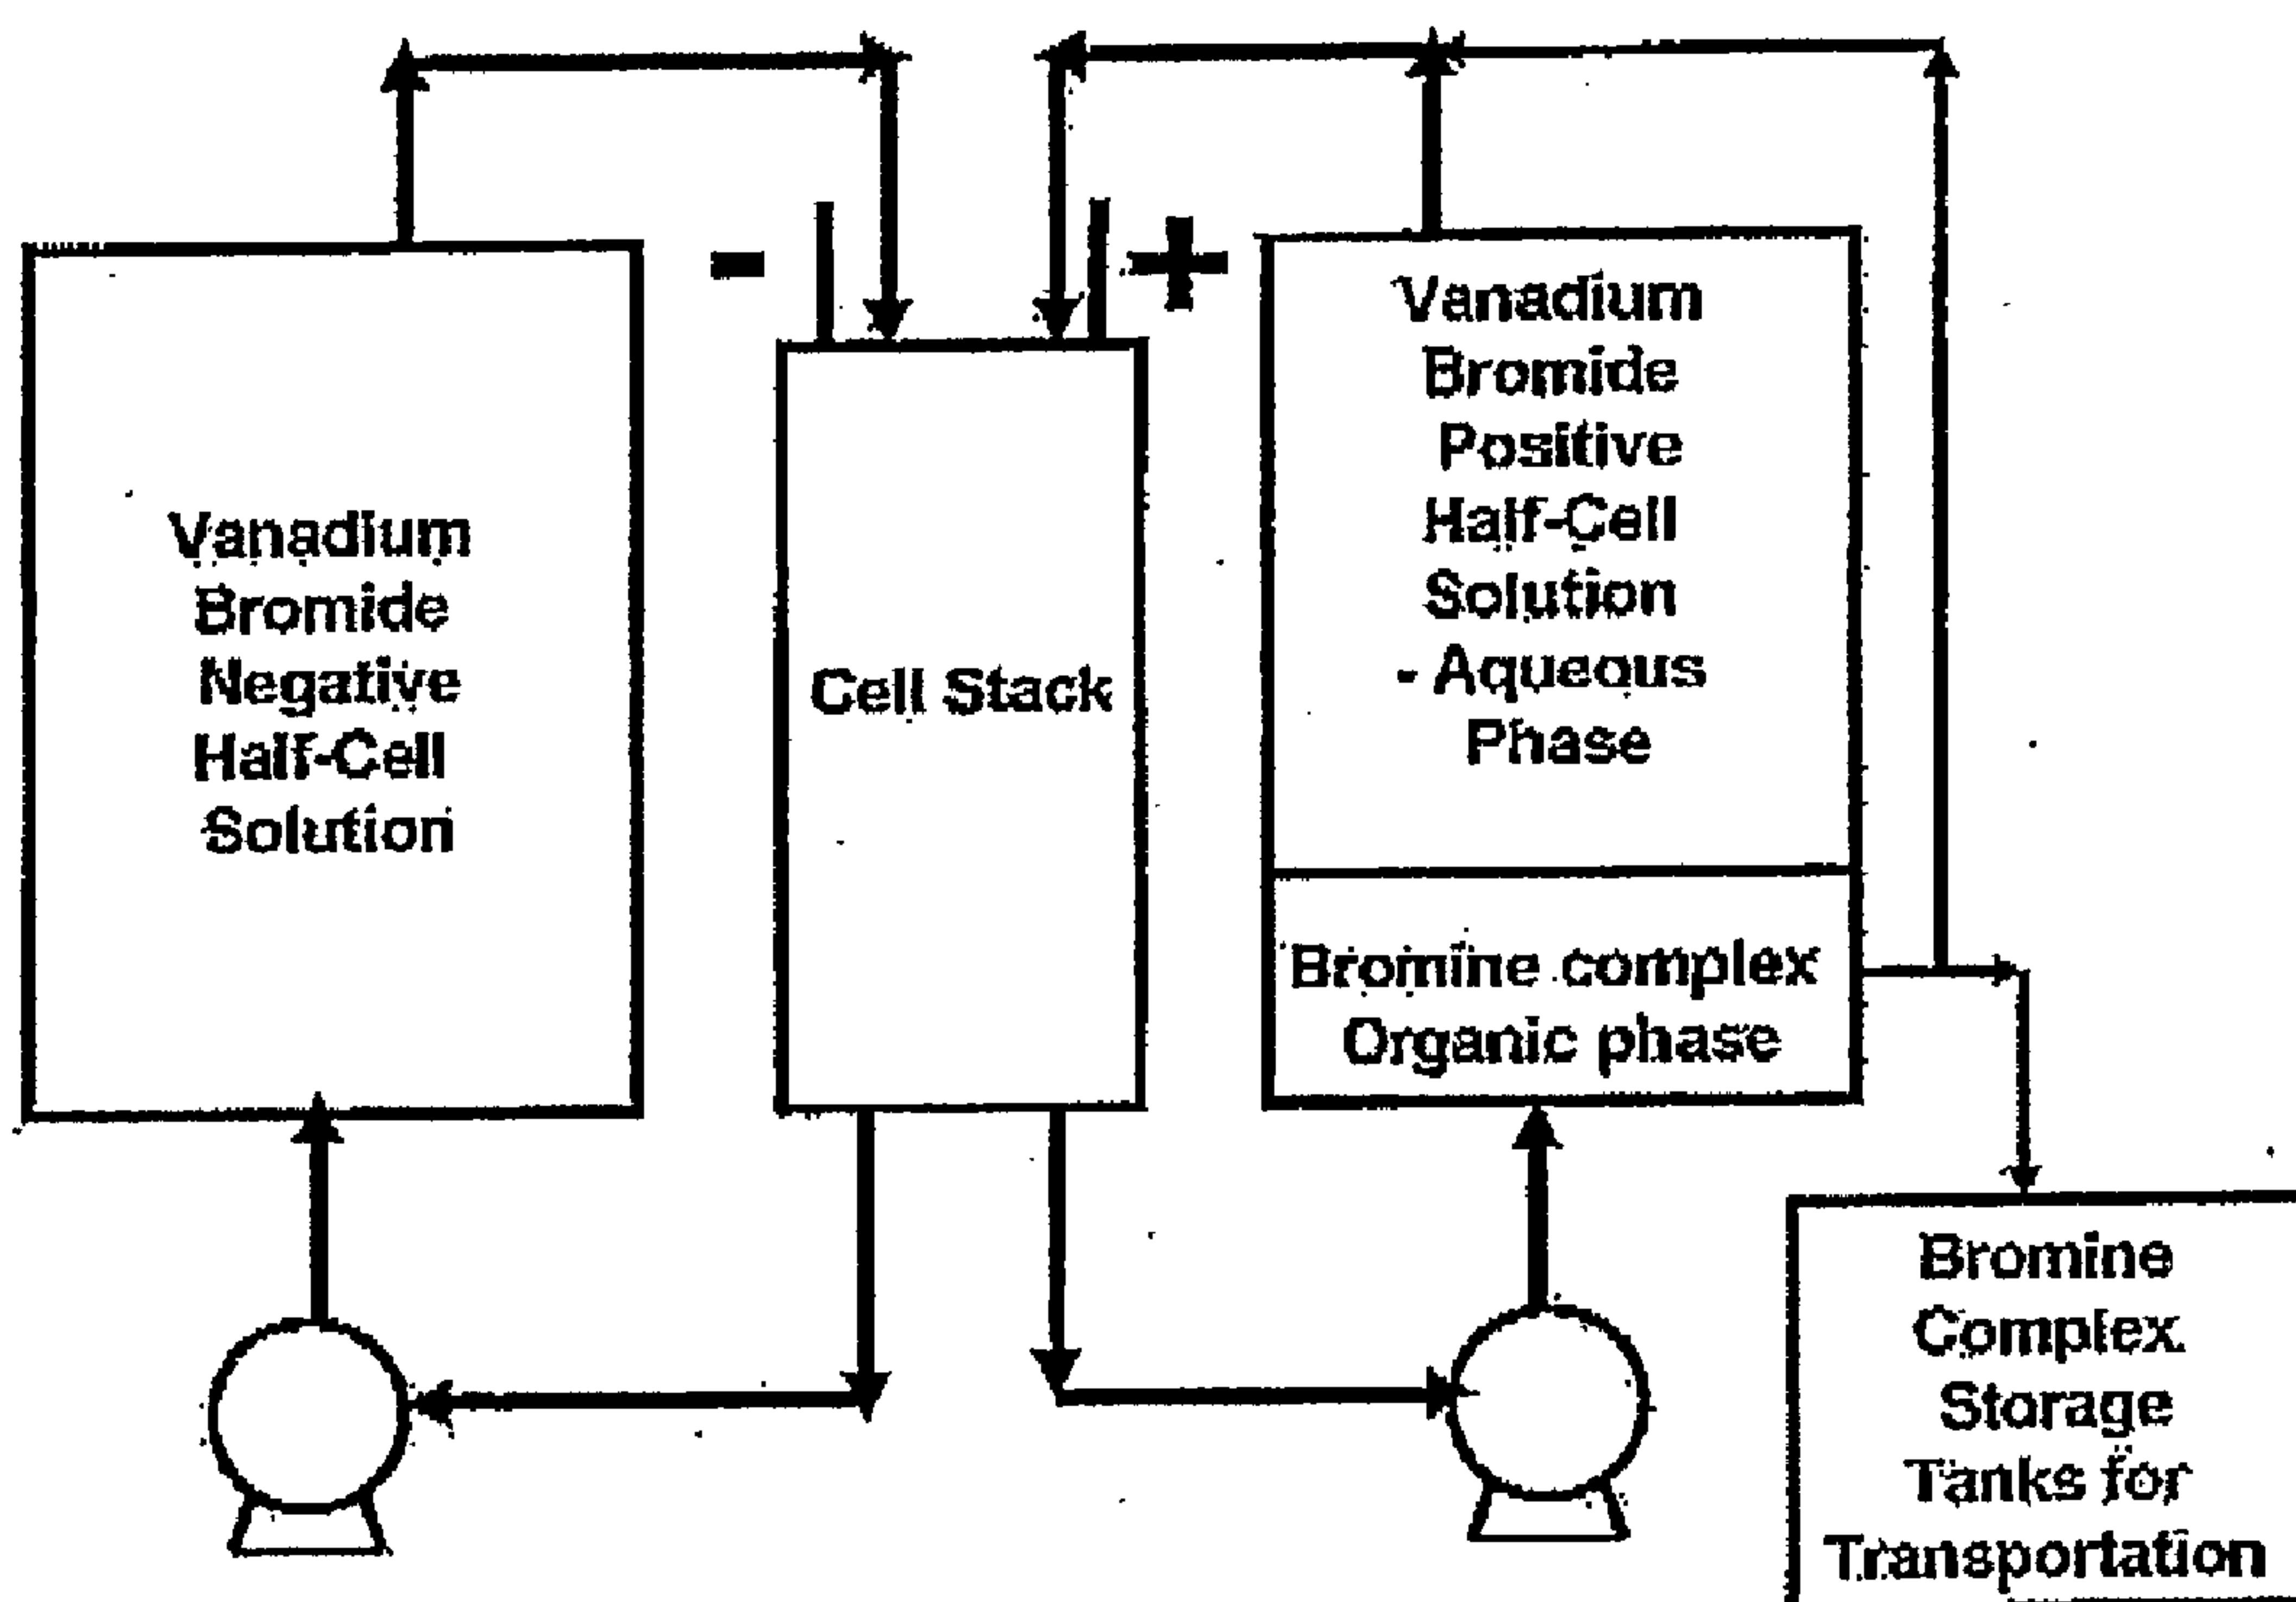 Vanadium
Bromide
Negative
Half-Cell
Solution
-
Cell Stack
+
Vanadium
Bromide
Positive
Half-Cell
Solution
- Aqueous
Phase
Bromine complex
Organic phase
Bromine
Complex
Storage
Tanks for
Transportation